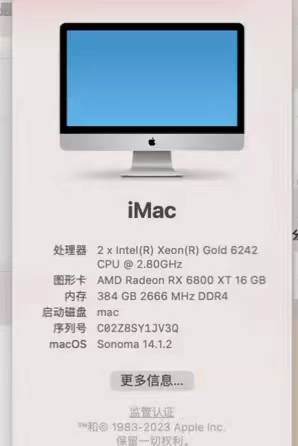 iMac
处理器 2 x Intel(R) Xeon(R) Gold 6242
CPU @ 2.80GHz
图形卡 AMD Radeon RX 6800 XT 16 GB
内存 384 GB 2666 MHz DDR4
启动磁盘 mac
序列号 C02Z8SY1JV3Q
macOS Sonoma 14.1.2
更多信息...
监管认证
™和© 1983-2023 Apple Inc.
保留一切权利。